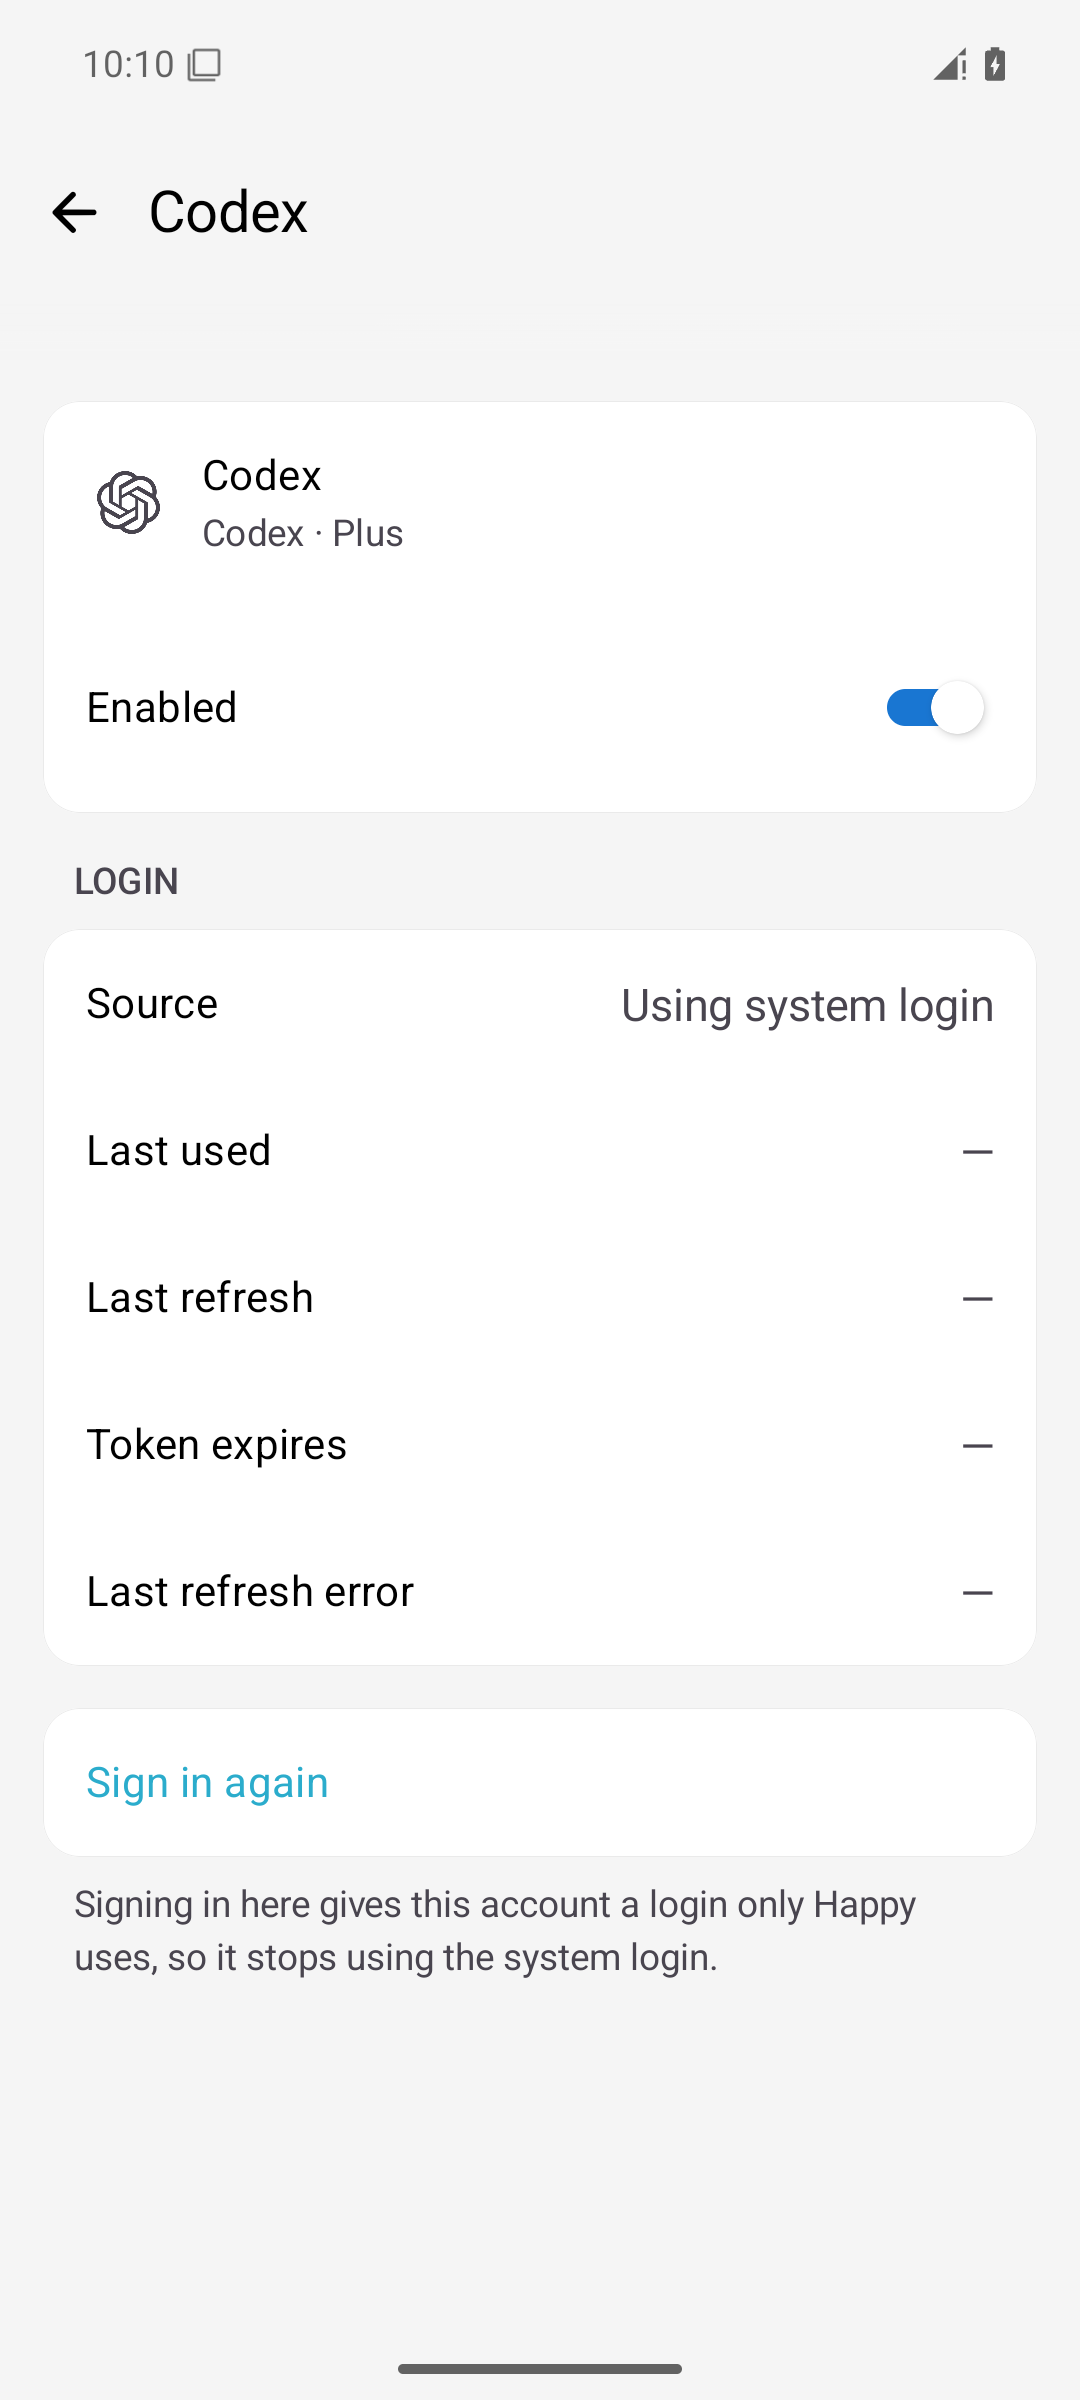 10:10
Codex
Codex
Codex · Plus
Enabled
LOGIN
Source Using system login
Last used —
Last refresh —
Token expires —
Last refresh error —
Sign in again
Signing in here gives this account a login only Happy
uses, so it stops using the system login.